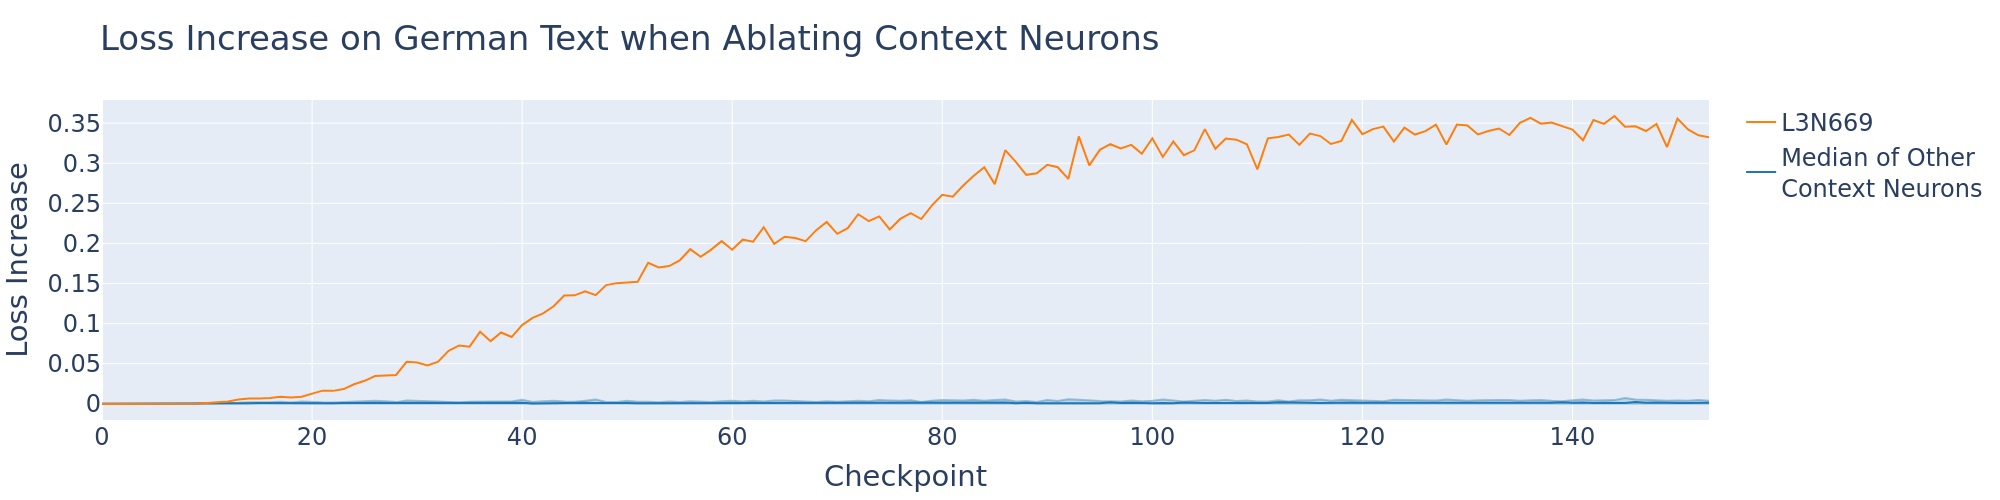 Loss Increase on German Text when Ablating Context Neurons
Loss Increase
0.35
0.3
0.25
0.2
0.15
0.1
0.05
0
0 20 40 60 80 100 120 140
Checkpoint
L3N669
Median of Other
Context Neurons